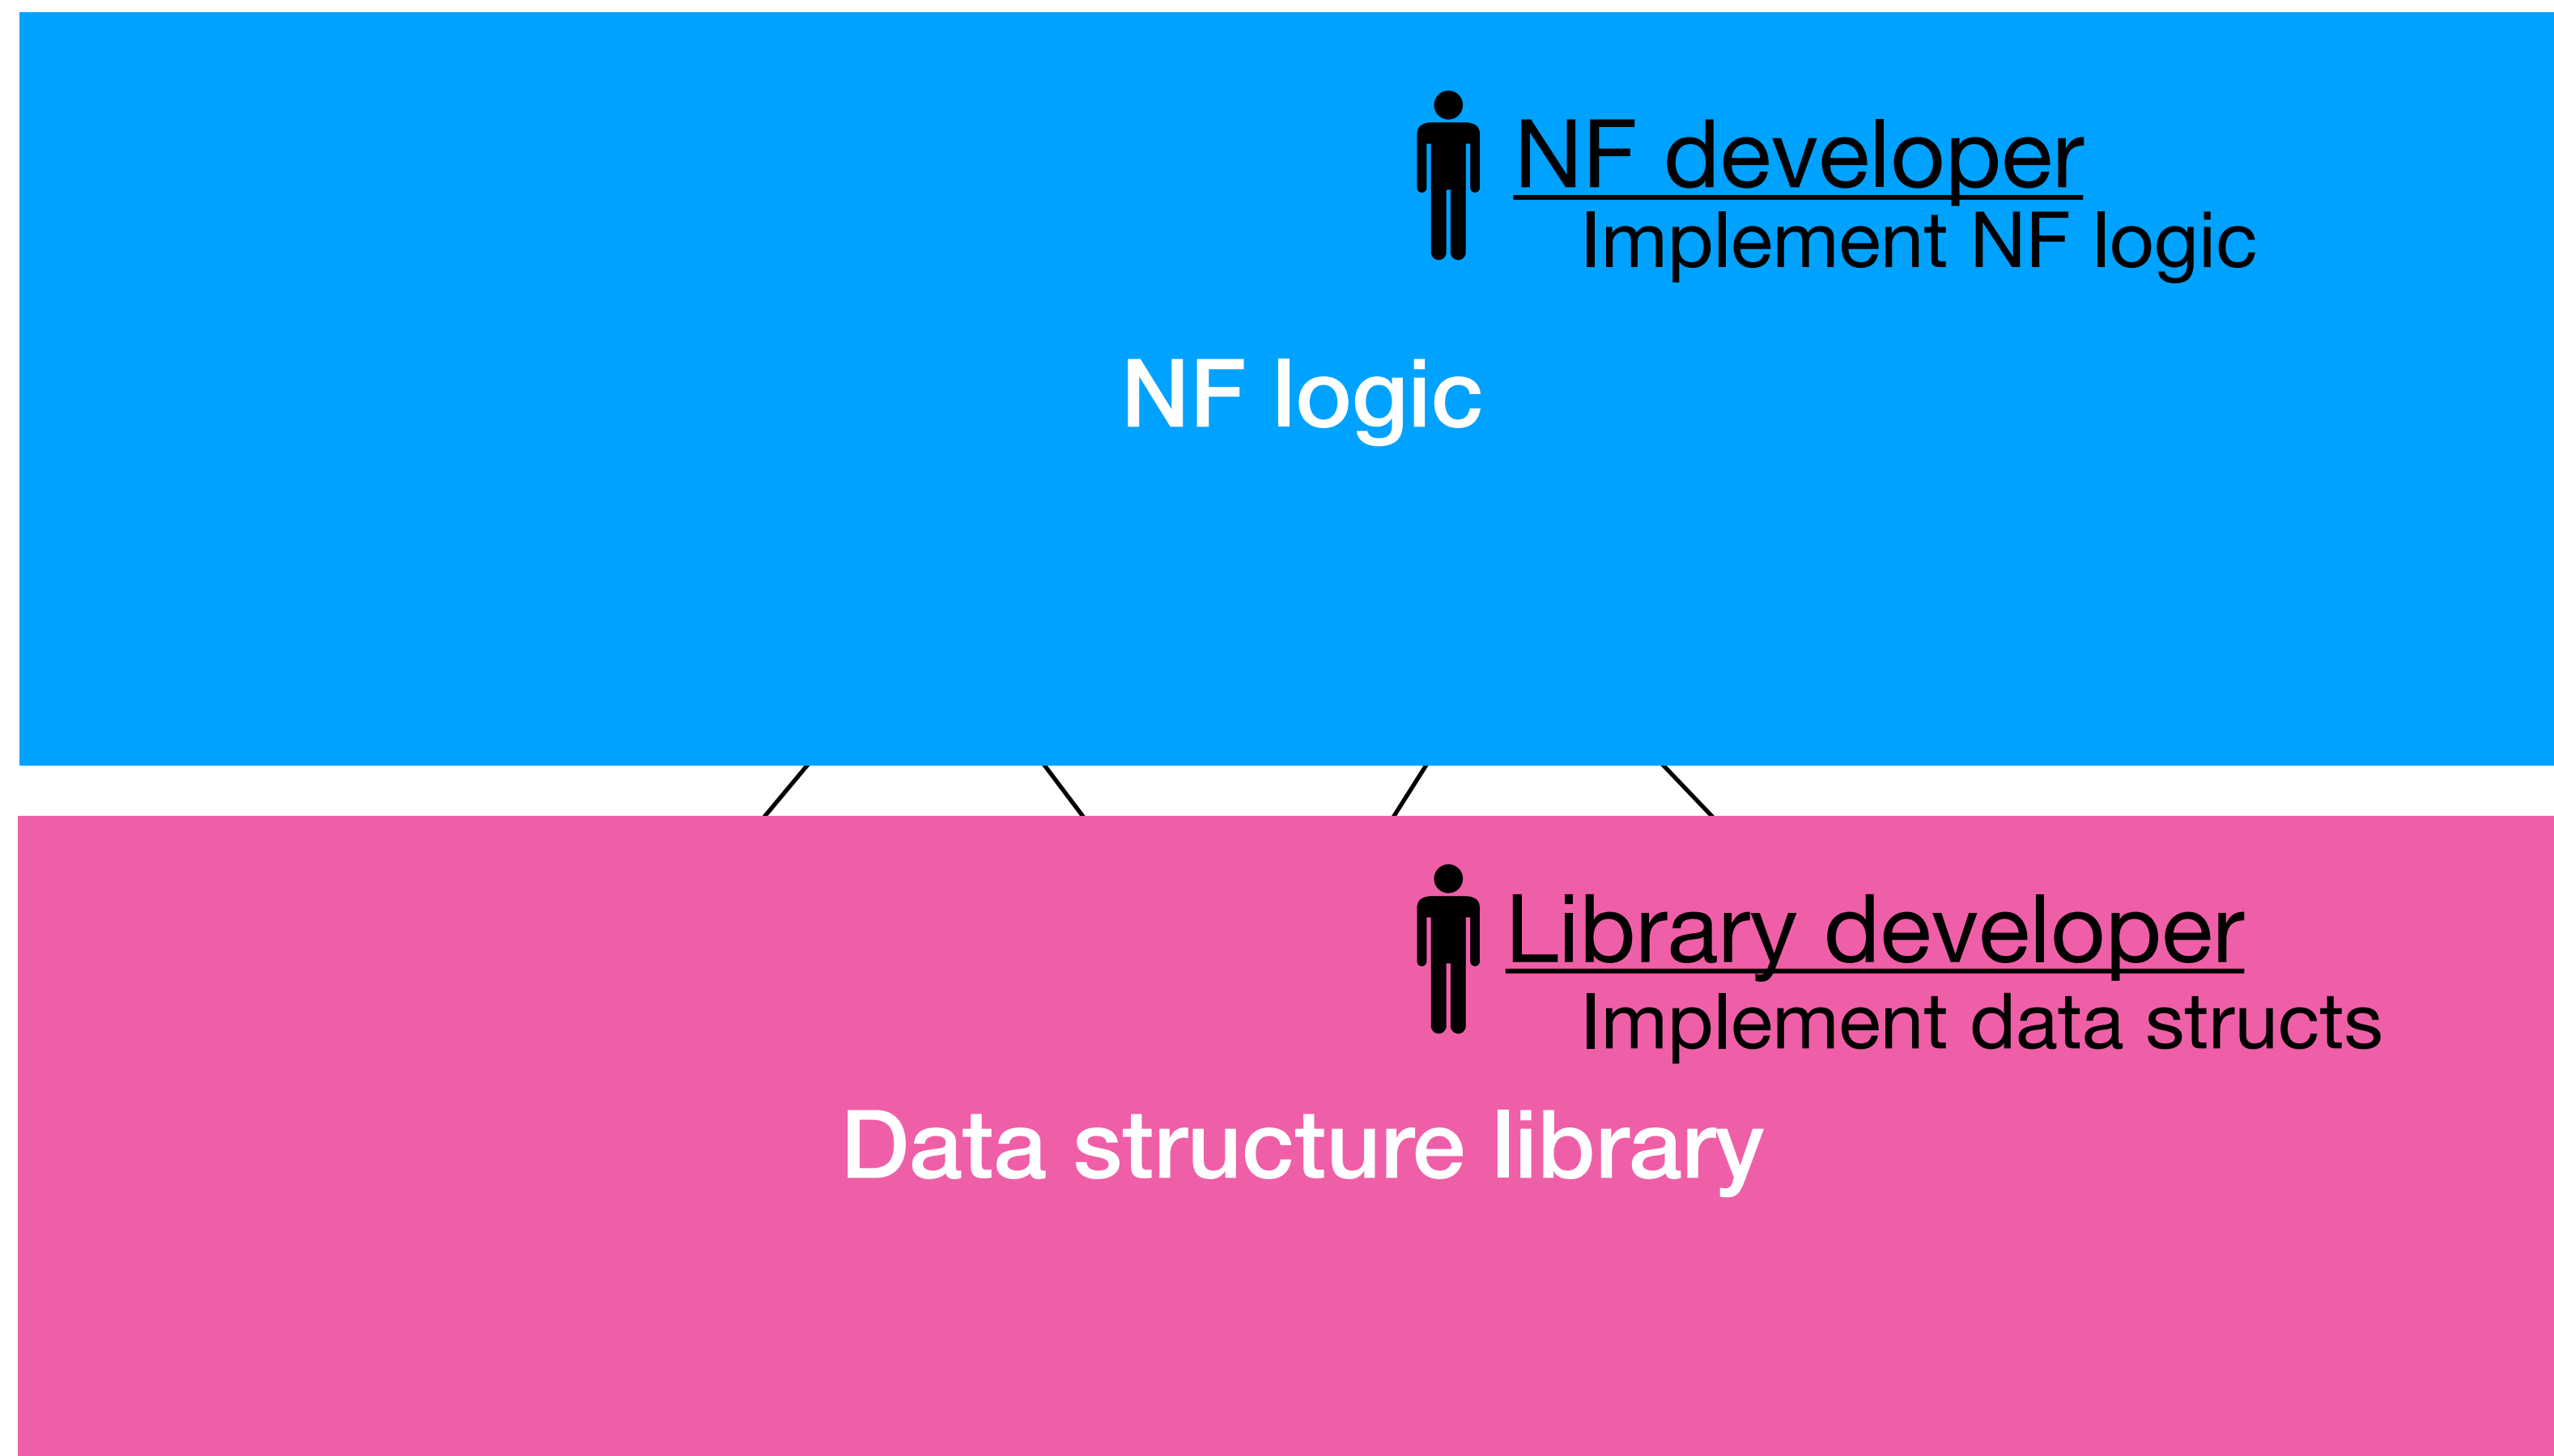 NF developer
Implement NF logic
NF logic
Library developer
Implement data structs
Data structure library